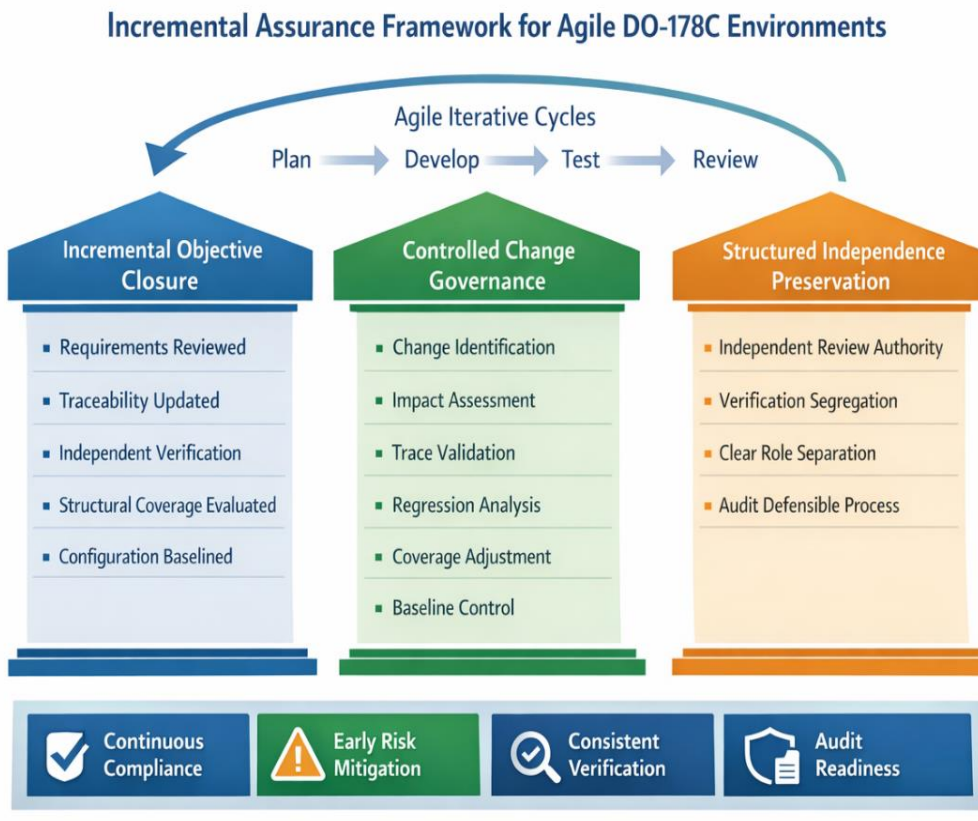 Incremental Assurance Framework for Agile DO-178C Environments
Agile Iterative Cycles
Plan Develop Test Review
Incremental Objective
Closure
▪ Requirements Reviewed
▪ Traceability Updated
▪ Independent Verification
▪ Structural Coverage Evaluated
▪ Configuration Baselined
Controlled Change
Governance
▪ Change Identification
▪ Impact Assessment
▪ Trace Validation
▪ Regression Analysis
▪ Coverage Adjustment
▪ Baseline Control
Structured Independence
Preservation
▪ Independent Review Authority
▪ Verification Segregation
▪ Clear Role Separation
▪ Audit Defensible Process
Continuous
Compliance
Early Risk
Mitigation
Consistent
Verification
Audit
Readiness